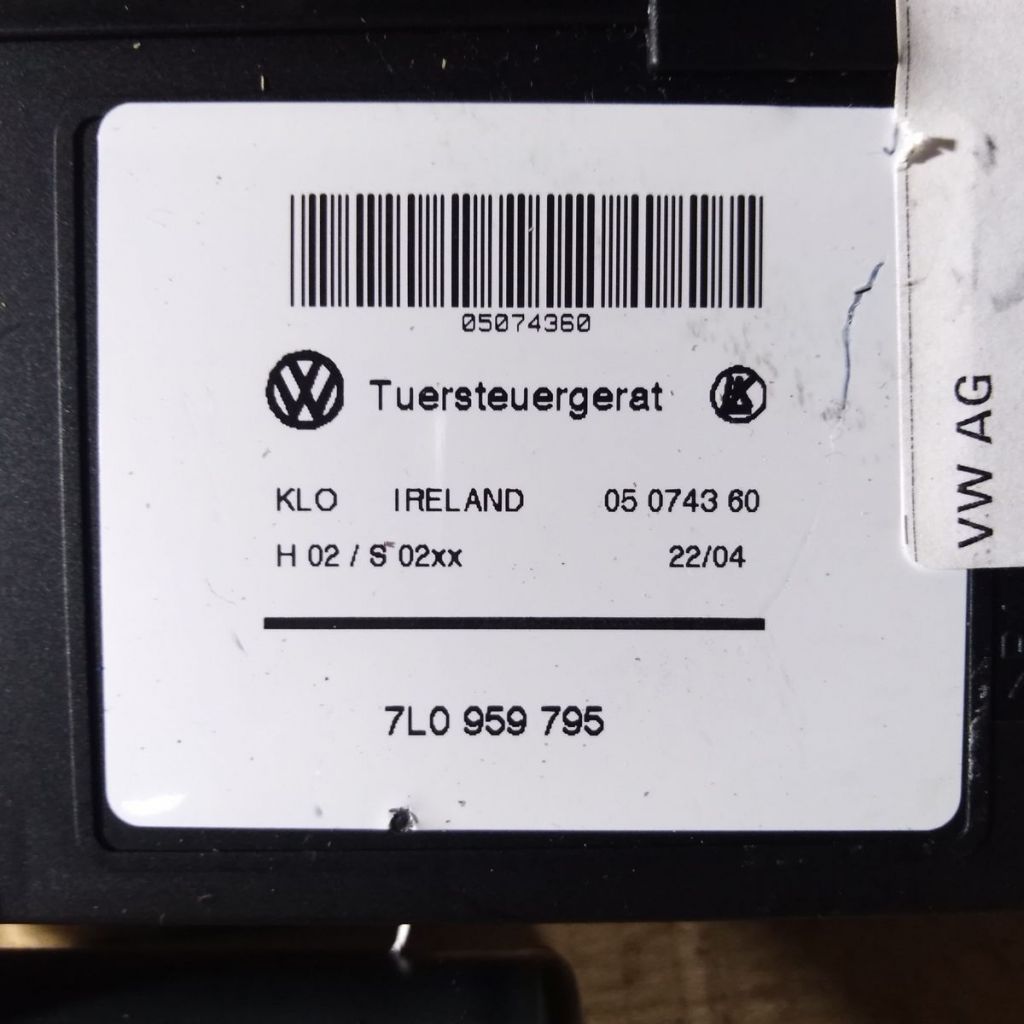 05074360
Tuersteuergerat
KLO IRELAND 05 0743 60
H 02 / S 02xx 22/04
7L0 959 795
VW AG